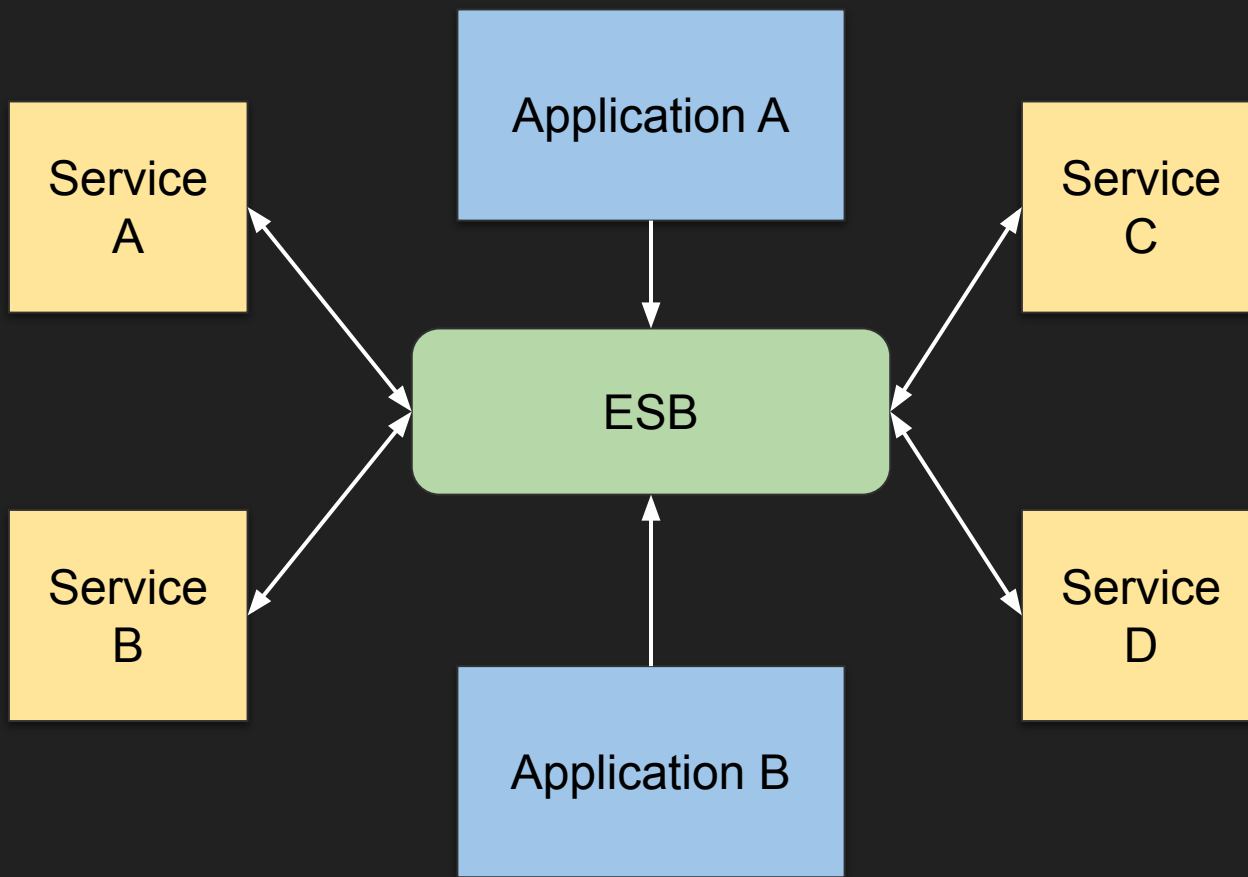 Application A
Service
A
Service
C
ESB
Service
B
Service
D
Application B